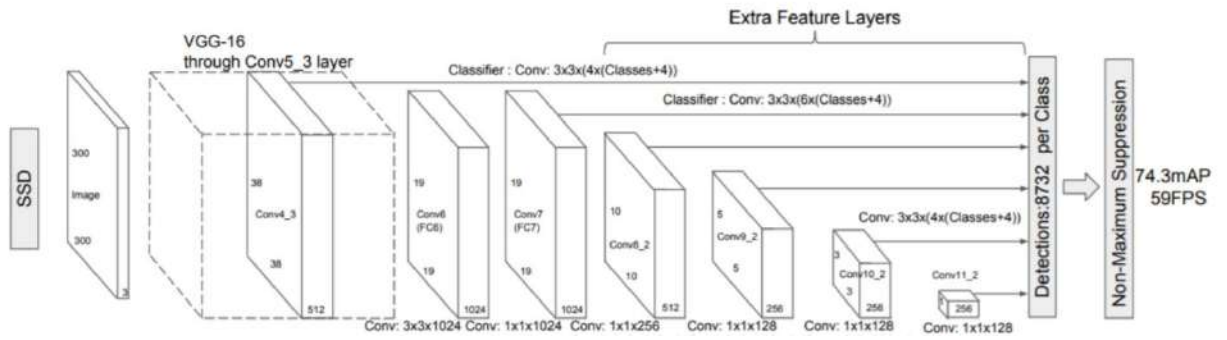 Extra Feature Layers
VGG-16
through Conv5_3 layer
Classifier : Conv: 3x3x(4x(Classes+4))
Classifier : Conv: 3x3x(6x(Classes+4))
SSD
300
Image
300
3
38
Conv4_3
38
512
19
Conv6
(FC6)
19
1024
19
Conv7
(FC7)
19
1024
10
Conv8_2
10
512
5
Conv9_2
5
256
Conv: 3x3x(4x(Classes+4))
3
Conv10_2
3
256
Conv11_2
256
Detections:8732 per Class
Non-Maximum Suppression
74.3mAP
59FPS
Conv: 3x3x1024
Conv: 1x1x1024
Conv: 1x1x256
Conv: 1x1x128
Conv: 1x1x128
Conv: 1x1x128